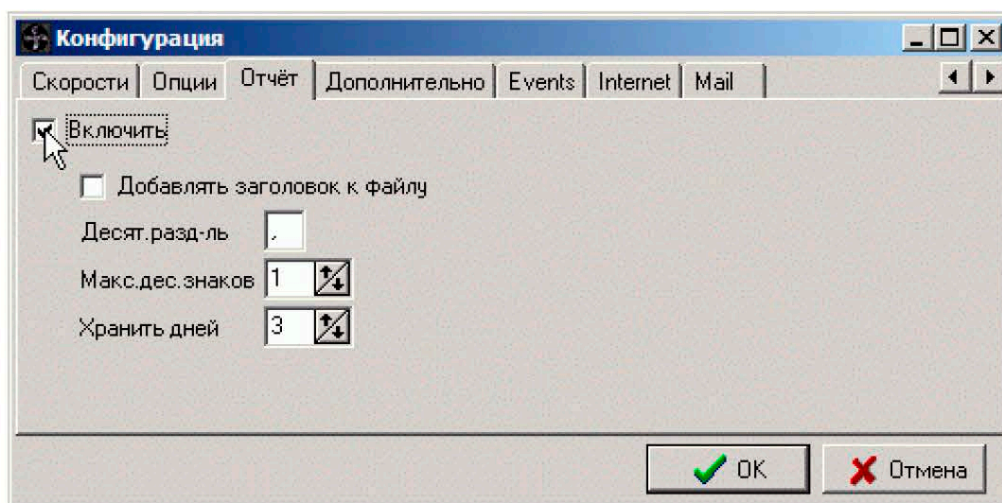 Конфигурация
Скорости Опции Отчёт Дополнительно Events Internet Mail
Включить
Добавлять заголовок к файлу
Десят.разд-ль ,
Макс.дес.знаков 1
Хранить дней 3
OK Отмена